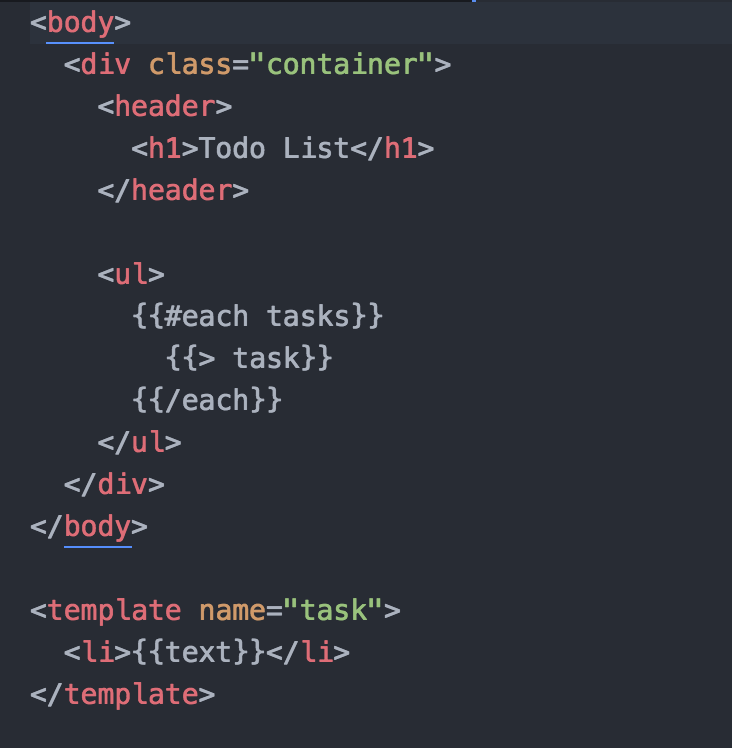 <body>
  <div class="container">
    <header>
      <h1>Todo List</h1>
    </header>

    <ul>
      {{#each tasks}}
        {{> task}}
      {{/each}}
    </ul>
  </div>
</body>

<template name="task">
  <li>{{text}}</li>
</template>